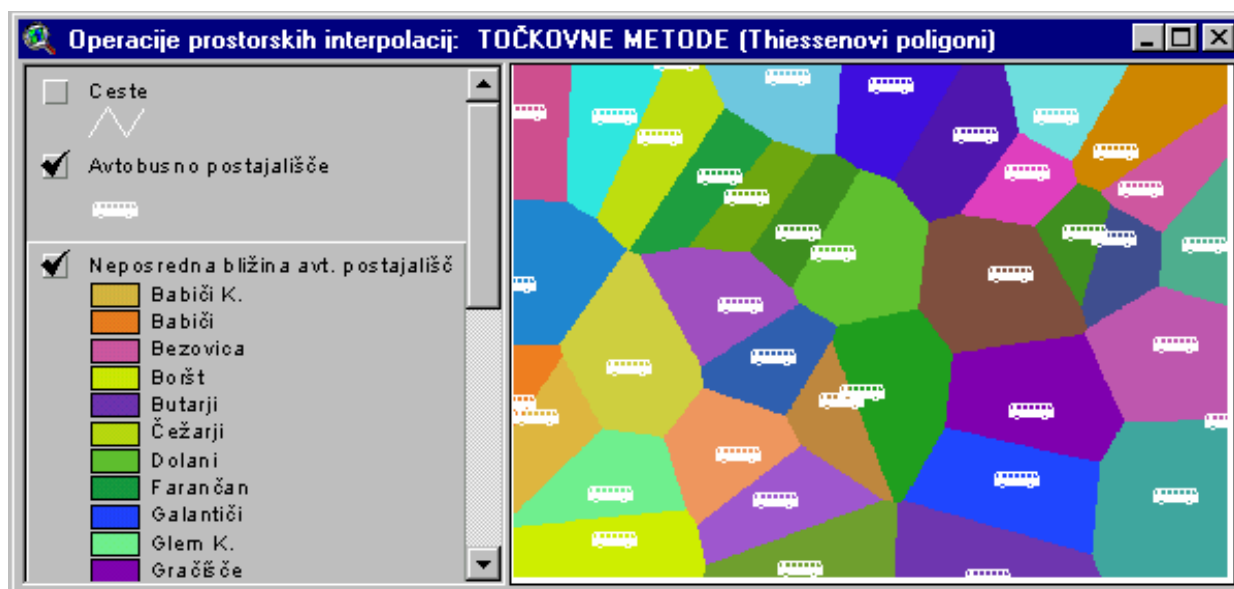 Operacije prostorskih interpolacij: TOČKOVNE METODE (Thiessenovi poligoni)
Ceste
Avtobusno postajališče
Neposredna bližina avt. postajališč
Babiči K.
Babiči
Bezovica
Boršt
Butarji
Čežarji
Dolani
Farančan
Galantiči
Glem K.
Gračišče